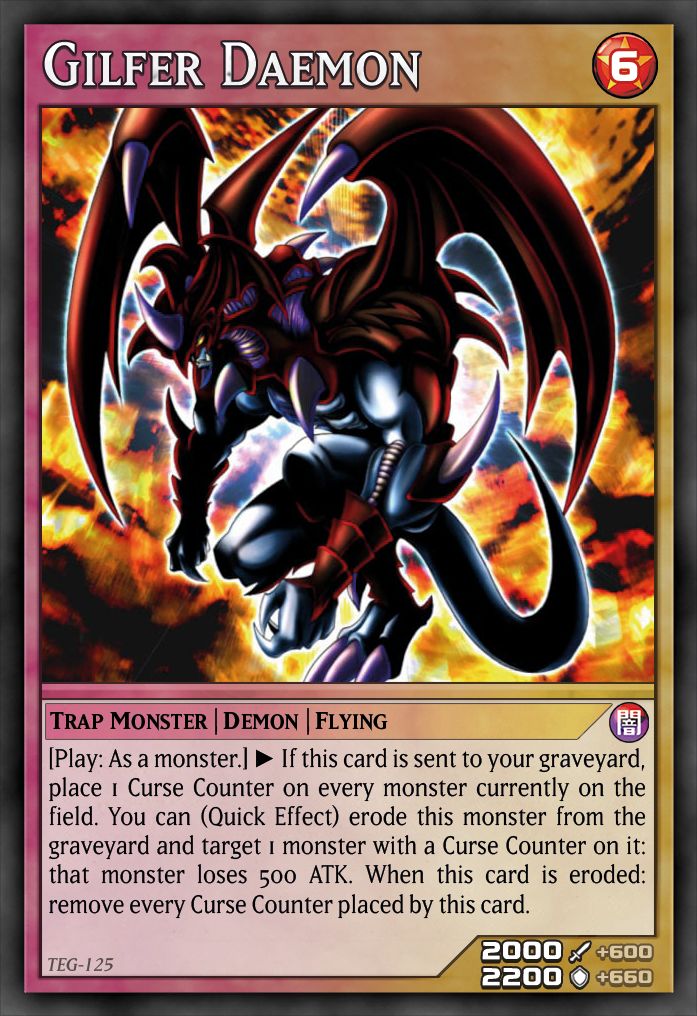 Gilfer Daemon
6
Trap Monster | Demon | Flying
闇
[Play: As a monster.] ► If this card is sent to your graveyard,
place 1 Curse Counter on every monster currently on the
field. You can (Quick Effect) erode this monster from the
graveyard and target 1 monster with a Curse Counter on it:
that monster loses 500 ATK. When this card is eroded:
remove every Curse Counter placed by this card.
TEG-125
2000 +600
2200 +660